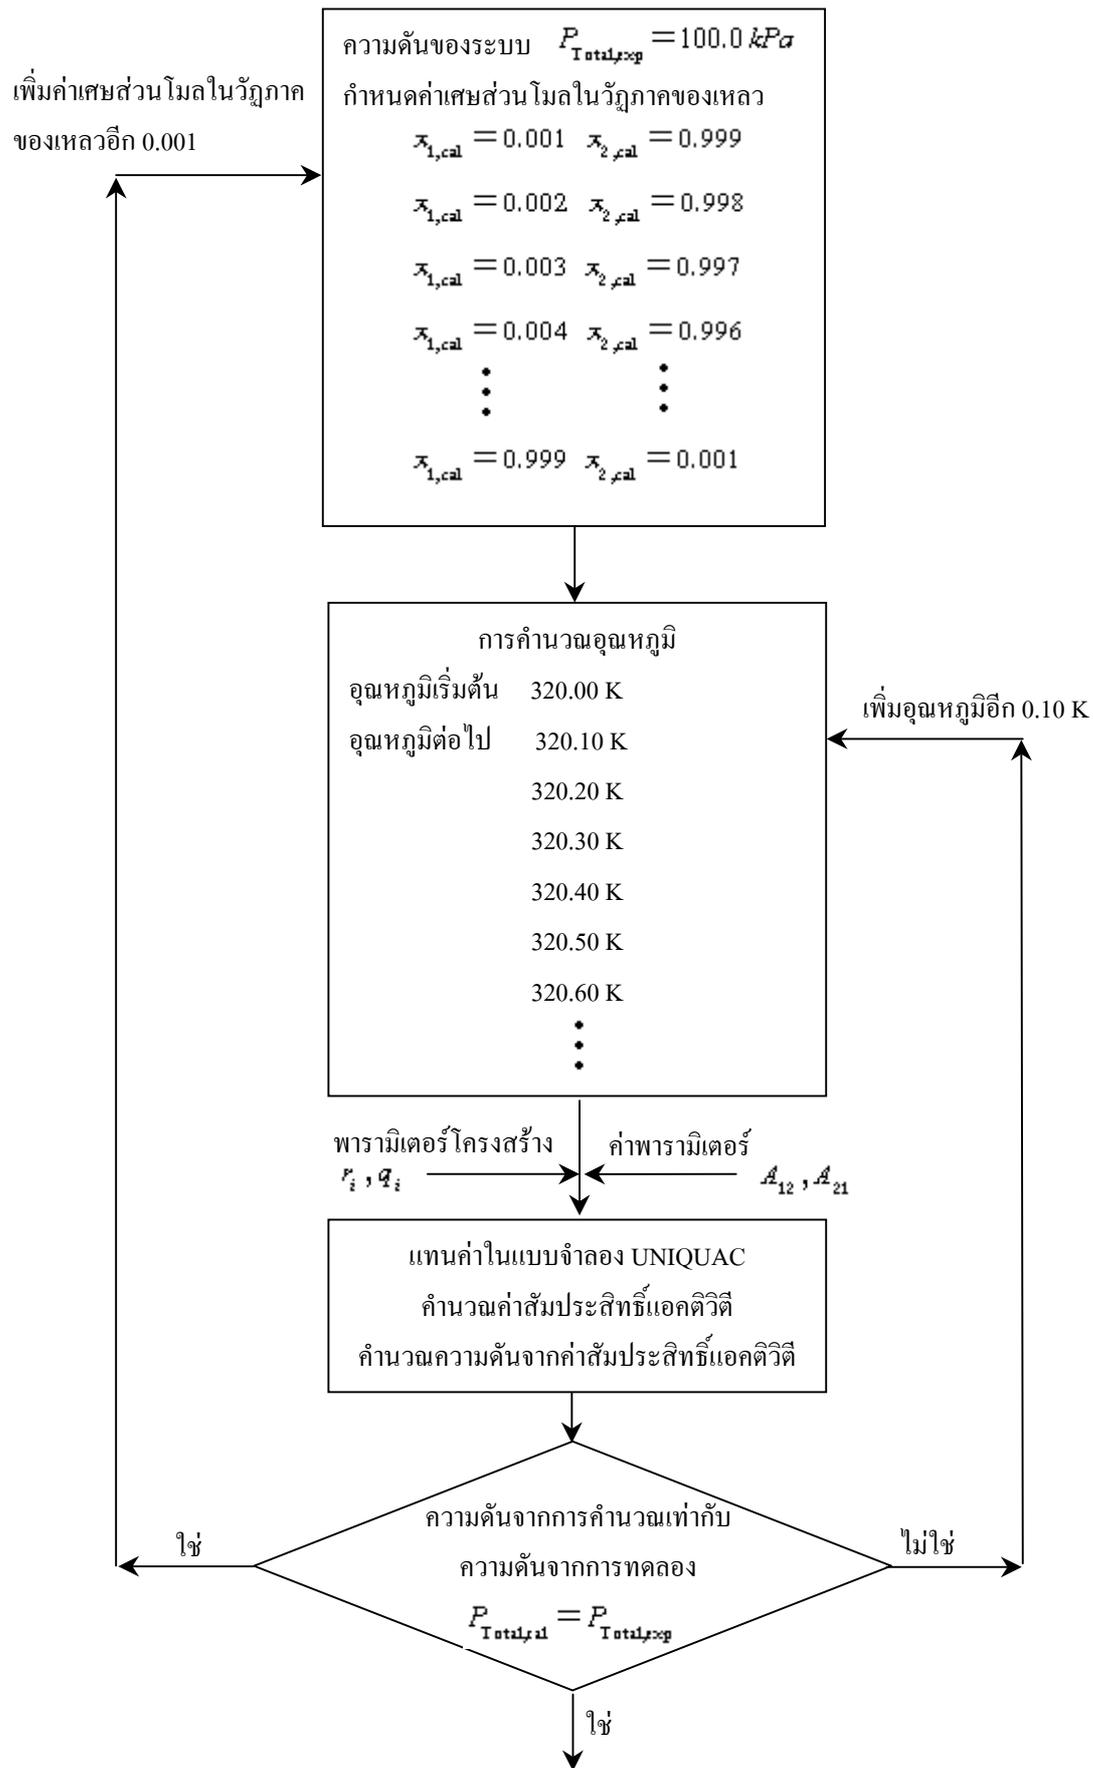 ความดันของระบบ P_Total,exp = 100.0 kPa
เพิ่มค่าเศษส่วนโมลในวัฏภาค
ของเหลวอีก 0.001
กำหนดค่าเศษส่วนโมลในวัฏภาคของเหลว
x_1,cal = 0.001 x_2,cal = 0.999
x_1,cal = 0.002 x_2,cal = 0.998
x_1,cal = 0.003 x_2,cal = 0.997
x_1,cal = 0.004 x_2,cal = 0.996
x_1,cal = 0.999 x_2,cal = 0.001
การคำนวณอุณหภูมิ
อุณหภูมิเริ่มต้น 320.00 K
อุณหภูมิต่อไป 320.10 K
เพิ่มอุณหภูมิอีก 0.10 K
320.20 K
320.30 K
320.40 K
320.50 K
320.60 K
พารามิเตอร์โครงสร้าง
r_i , q_i
ค่าพารามิเตอร์
A_12 , A_21
แทนค่าในแบบจำลอง UNIQUAC
คำนวณค่าสัมประสิทธิ์แอคติวิตี
คำนวณความดันจากค่าสัมประสิทธิ์แอคติวิตี
ความดันจากการคำนวณเท่ากับ
ความดันจากการทดลอง
P_Total,cal = P_Total,exp
ใช่
ไม่ใช่
ใช่